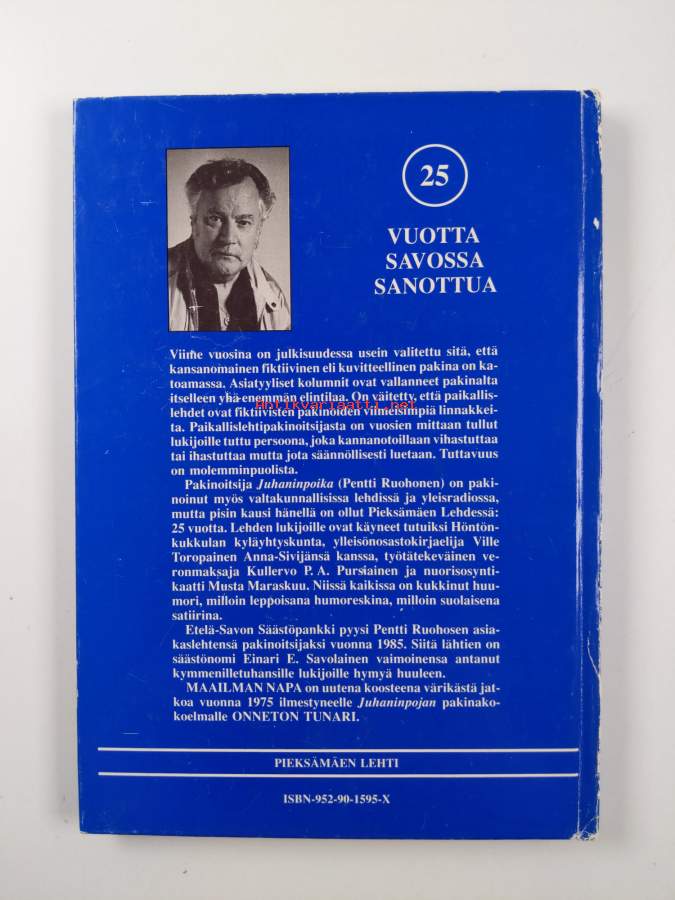 25
VUOTTA
SAVOSSA
SANOTTUA
Viime vuosina on julkisuudessa usein valitettu sitä, että
kansanomainen fiktiivinen eli kuvitteellinen pakina on ka-
toamassa. Asiatyyliset kolumnit ovat vallanneet pakinalta
itselleen yhä enemmän elintilaa. On väitetty, että paikallis-
Antikvariaatti.net
lehdet ovat fiktiivisten pakinoiden viimeisimpiä linnakkei-
ta. Paikallislehtipakinoitsijasta on vuosien mittaan tullut
lukijoille tuttu persoona, joka kannanotoillaan vihastuttaa
tai ihastuttaa mutta jota säännöllisesti luetaan. Tuttavuus
on molemminpuolista.
Pakinoitsija Juhaninpoika (Pentti Ruohonen) on paki-
noinut myös valtakunnallisissa lehdissä ja yleisradiossa,
mutta pisin kausi hänellä on ollut Pieksämäen Lehdessä:
25 vuotta. Lehden lukijoille ovat käyneet tutuiksi Höntön-
kukkulan kyläyhtyskunta, ylleisönosastokirjaelija Ville
Toropainen Anna-Sivijänsä kanssa, työtätekeväinen ve-
ronmaksaja Kullervo P. A. Pursiainen ja nuorisosynti-
kaatti Musta Maraskuu. Niissä kaikissa on kukkinut huu-
mori, milloin leppoisana humoreskina, milloin suolaisena
satiirina.
Etelä-Savon Säästöpankki pyysi Pentti Ruohosen asia-
kaslehtensä pakinoitsijaksi vuonna 1985. Siitä lähtien on
säästönomi Einari E. Savolainen vaimoinensa antanut
kymmenilletuhansille lukijoille hymyä huuleen.
MAAILMAN NAPA on uutena koosteena värikästä jat-
koa vuonna 1975 ilmestyneelle Juhaninpojan pakinako-
koelmalle ONNETON TUNARI.
PIEKSÄMÄEN LEHTI
ISBN-952-90-1595-X